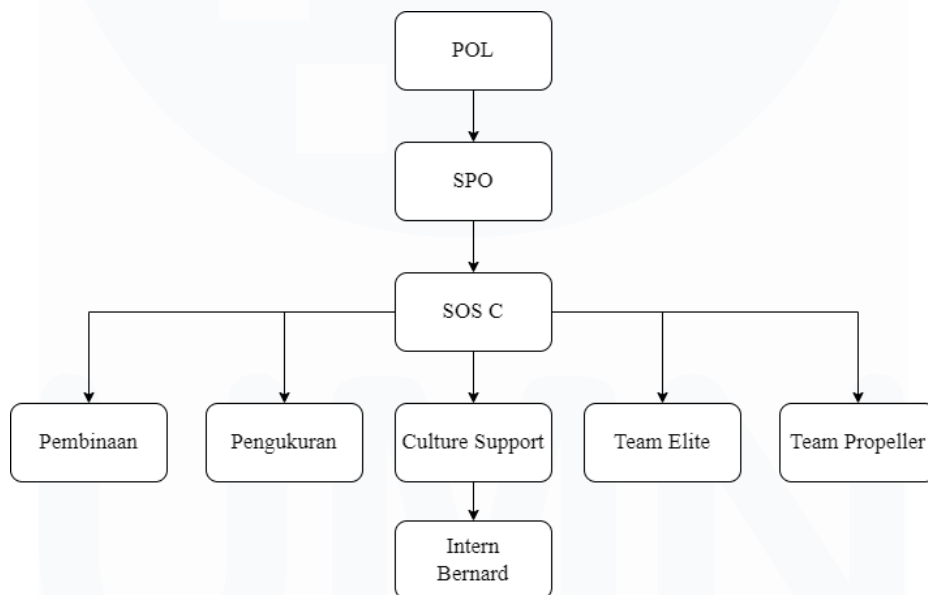 POL
SPO
SOS C
Pembinaan
Pengukuran
Culture Support
Team Elite
Team Propeller
Intern
Bernard